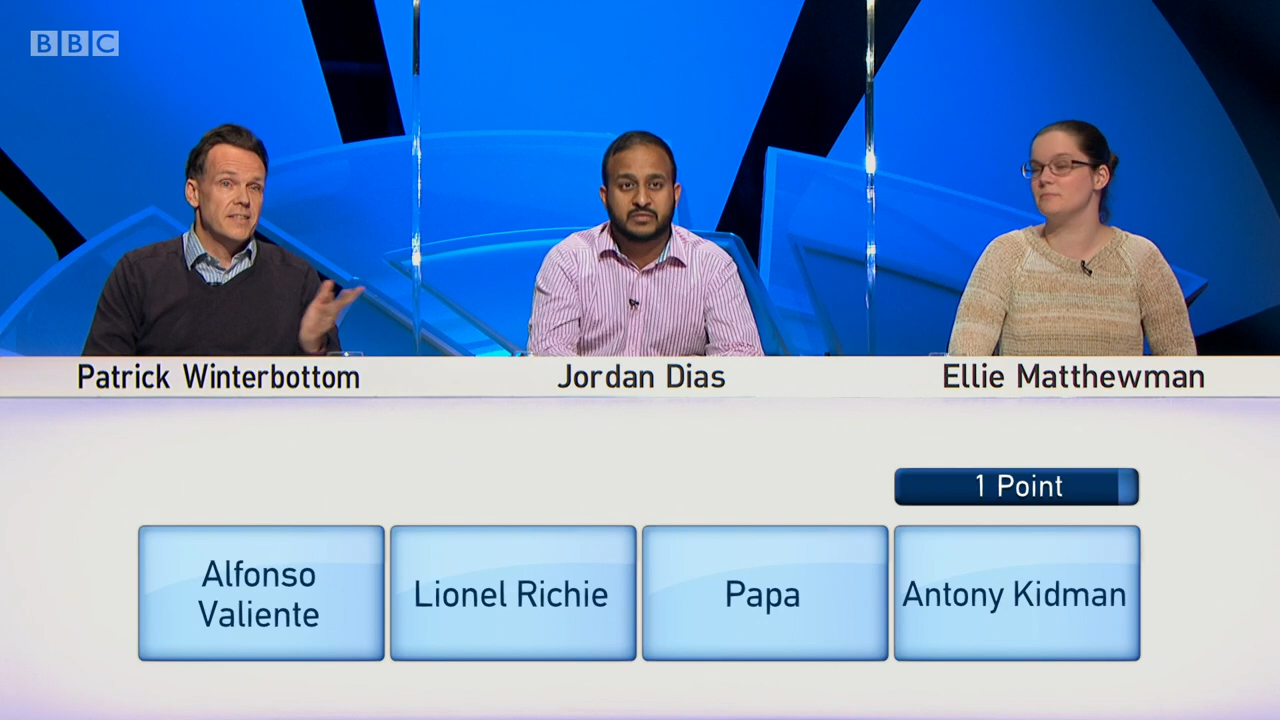 BBC
Patrick Winterbottom
Jordan Dias
Ellie Matthewman
1 Point
Alfonso
Valiente
Lionel Richie
Papa
Antony Kidman